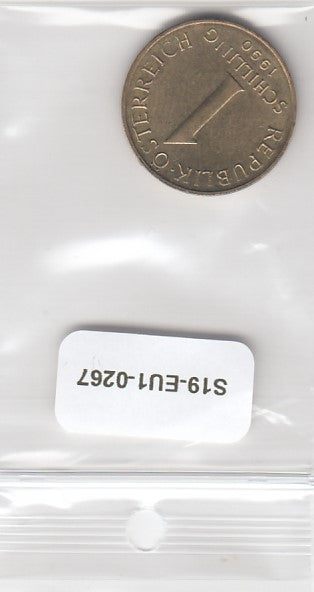 REPUBLIK·ÖSTERREICH
1
SCHILLING
1990
S19-EU1-0267